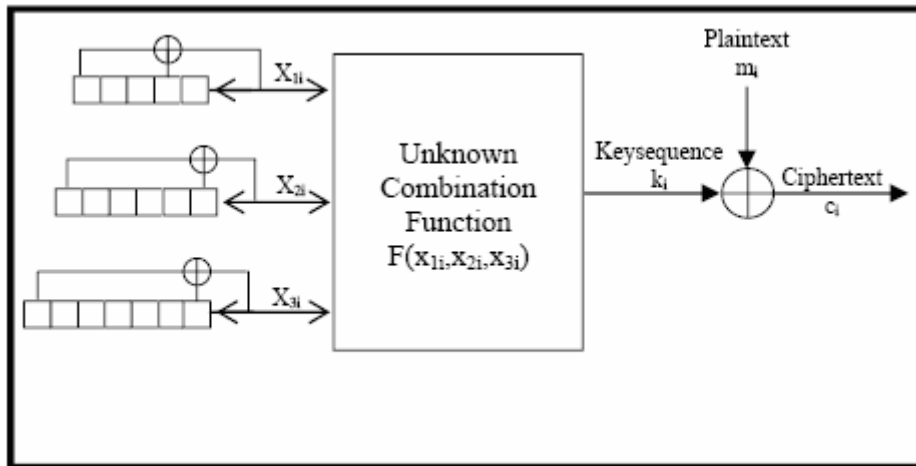 X1i
X2i
X3i
Unknown
Combination
Function
F(x1i,x2i,x3i)
Keysequence
ki
Plaintext
mi
Ciphertext
ci